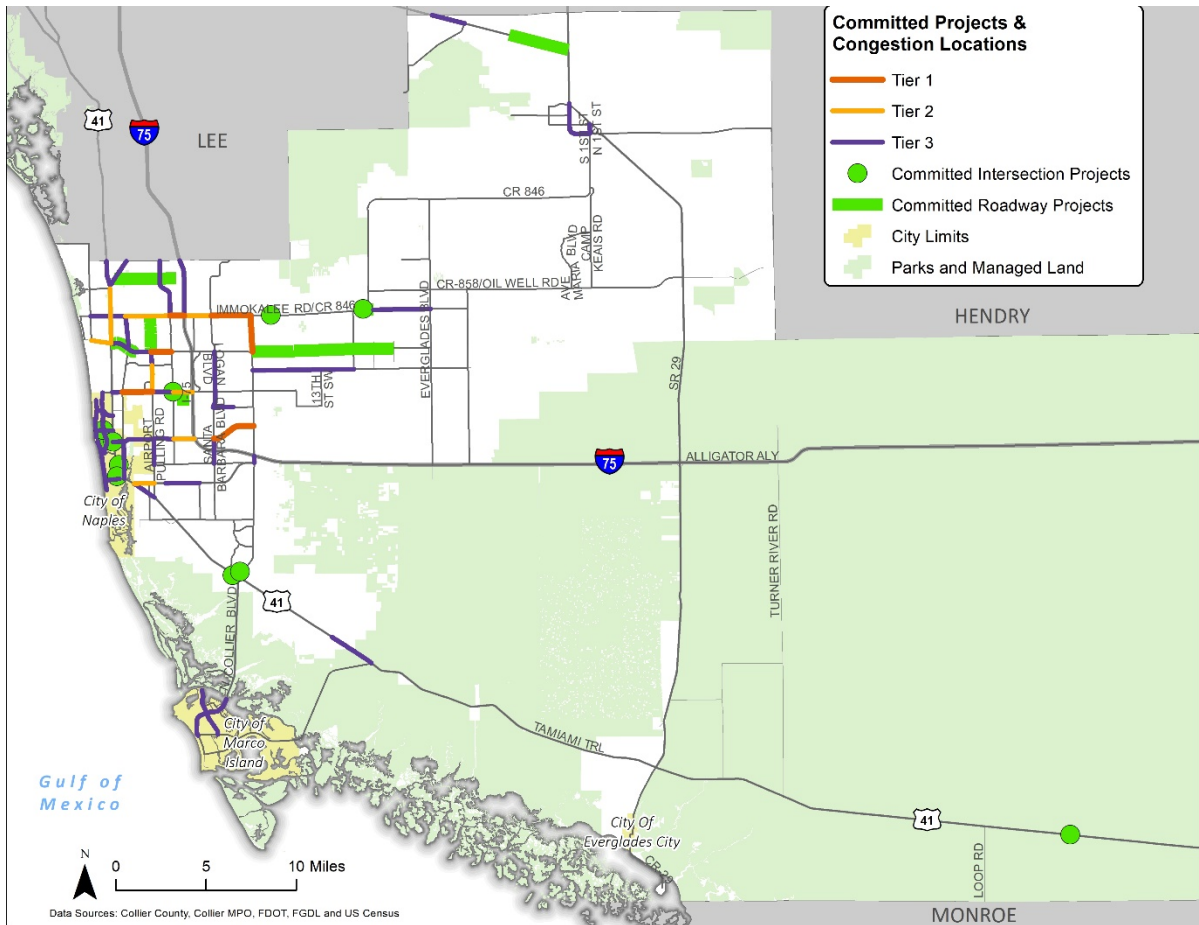 Committed Projects &
Congestion Locations
Tier 1
Tier 2
Tier 3
Committed Intersection Projects
Committed Roadway Projects
City Limits
Parks and Managed Land
41
75
LEE
S 1ST ST
N 1ST ST
CR 846
AVE
MARIA BLVD
CAMP
KEAIS RD
CR-858/OIL WELL RD
IMMOKALEE RD/CR 846
EVERGLADES BLVD
HENDRY
SR 29
LOGAN
BLVD
I-75
13TH
ST SW
AIRPORT
PULLING RD
SANTA
BARBARA BLVD
75
ALLIGATOR ALY
City of
Naples
TURNER RIVER RD
41
N COLLIER BLVD
City of
Marco
Island
TAMIAMI TRL
Gulf of
Mexico
City Of
Everglades City
CR 29
41
LOOP RD
MONROE
N
0 5 10 Miles
Data Sources: Collier County, Collier MPO, FDOT, FGDL and US Census